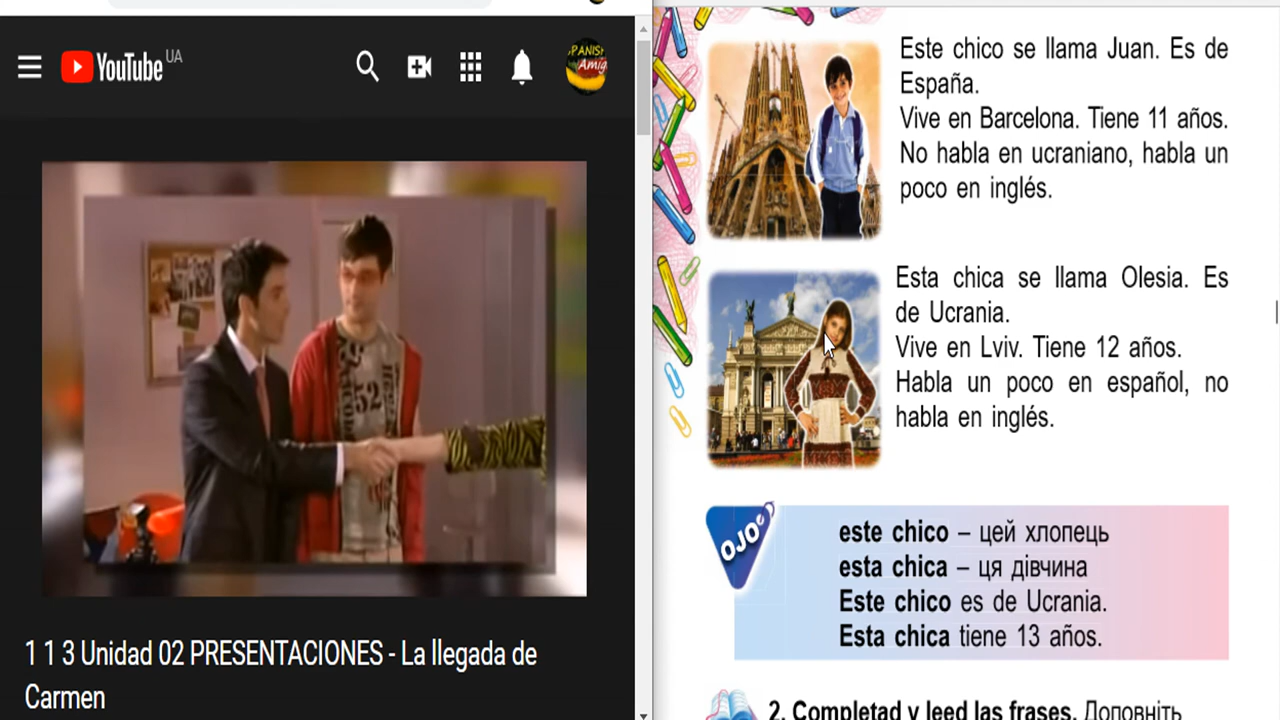 YouTube UA
SPANISH
Amig
52
1 1 3 Unidad 02 PRESENTACIONES - La llegada de
Carmen
Este chico se llama Juan. Es de
España.
Vive en Barcelona. Tiene 11 años.
No habla en ucraniano, habla un
poco en inglés.
Esta chica se llama Olesia. Es
de Ucrania.
Vive en Lviv. Tiene 12 años.
Habla un poco en español, no
habla en inglés.
OJO
este chico – цей хлопець
esta chica – ця дівчина
Este chico es de Ucrania.
Esta chica tiene 13 años.
2. Completad y leed las frases. Доповніть